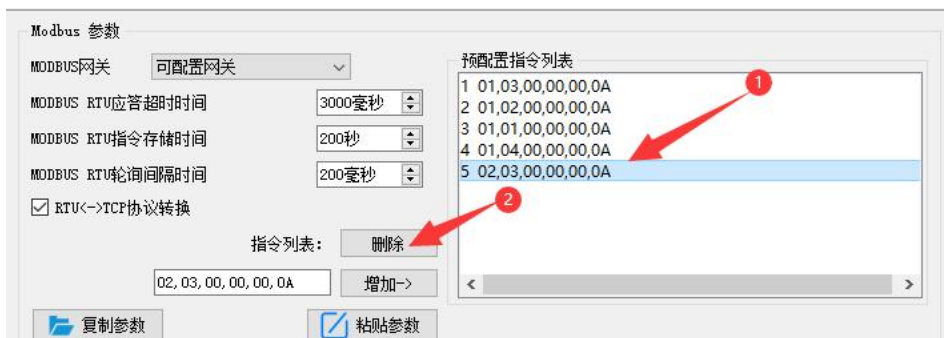 Modbus 参数
MODBUS网关 可配置网关
MODBUS RTU应答超时时间 3000毫秒
MODBUS RTU指令存储时间 200秒
MODBUS RTU轮询间隔时间 200毫秒
RTU<->TCP协议转换
指令列表: 删除
02,03,00,00,00,0A 增加->
复制参数 粘贴参数
预配置指令列表
1 01,03,00,00,00,0A
2 01,02,00,00,00,0A
3 01,01,00,00,00,0A
4 01,04,00,00,00,0A
5 02,03,00,00,00,0A
1
2